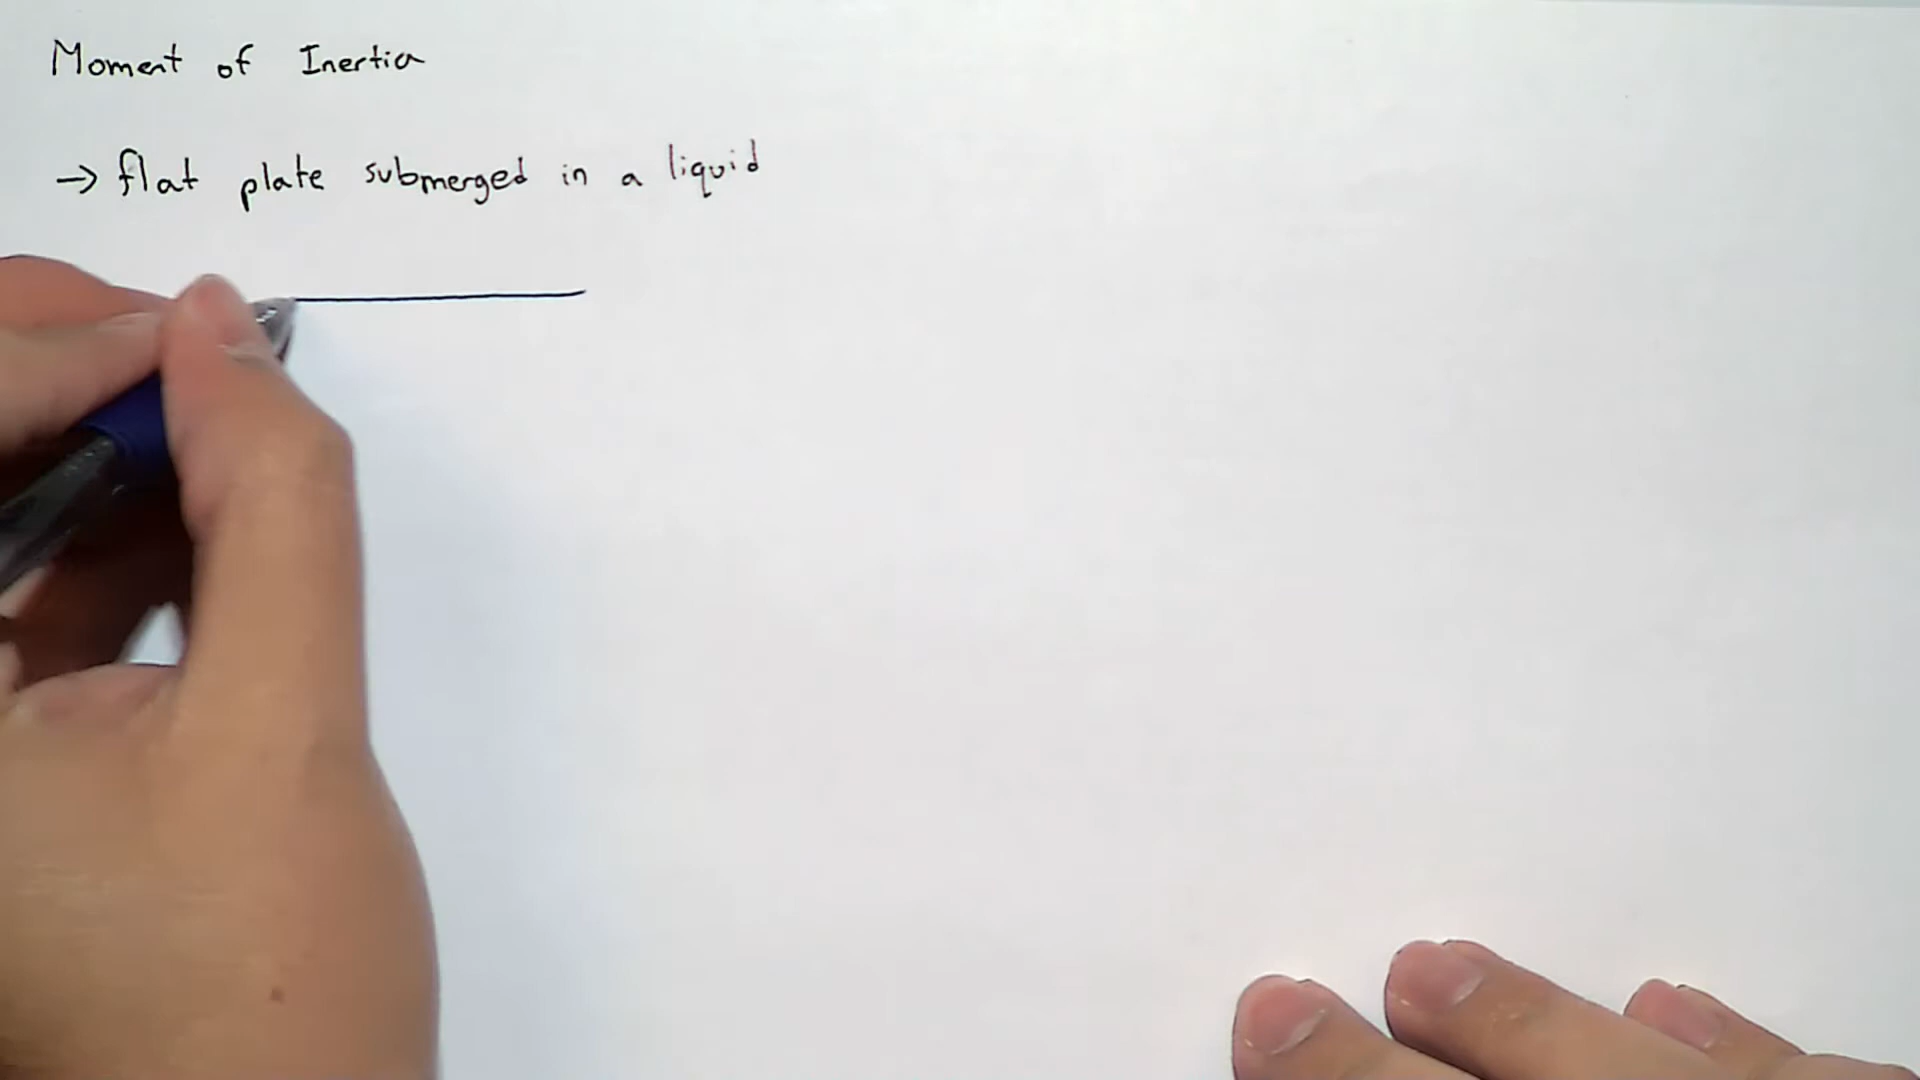 Moment of Inertia
→ flat plate submerged in a liquid